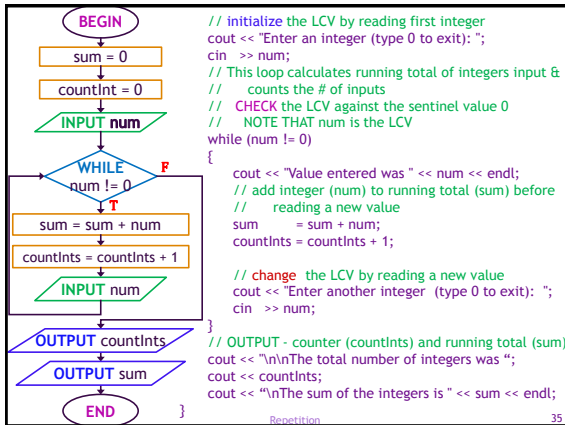 BEGIN
sum = 0
countInt = 0
INPUT num
WHILE
num != 0
F
T
sum = sum + num
countInts = countInts + 1
INPUT num
OUTPUT countInts
OUTPUT sum
END
// initialize the LCV by reading first integer
cout << "Enter an integer (type 0 to exit): ";
cin >> num;
// This loop calculates running total of integers input &
// counts the # of inputs
// CHECK the LCV against the sentinel value 0
// NOTE THAT num is the LCV
while (num != 0)
{
cout << "Value entered was " << num << endl;
// add integer (num) to running total (sum) before
// reading a new value
sum = sum + num;
countInts = countInts + 1;
// change the LCV by reading a new value
cout << "Enter another integer (type 0 to exit): ";
cin >> num;
}
// OUTPUT - counter (countInts) and running total (sum)
cout << "\n\nThe total number of integers was “;
cout << countInts;
cout << “\nThe sum of the integers is " << sum << endl;
}
Repetition
35